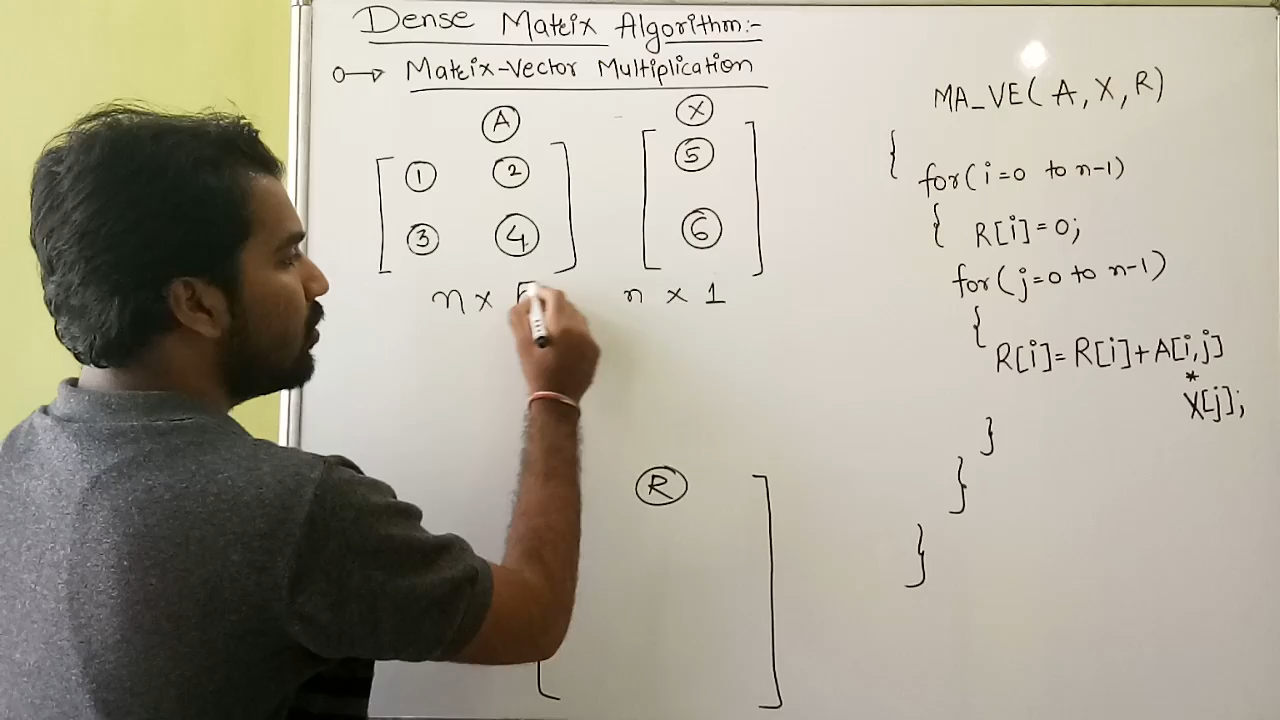 Dense Matrix Algorithm:-
Matrix-Vector Multiplication
A
X
1 2
5
3 4
6
n x
n x 1
R
MA_VE( A, X, R)
{
for( i=0 to n-1)
{ R[i]=0;
for( j=0 to n-1)
{
R[i]= R[i]+A[i,j]
*
X[j];
}
}
}